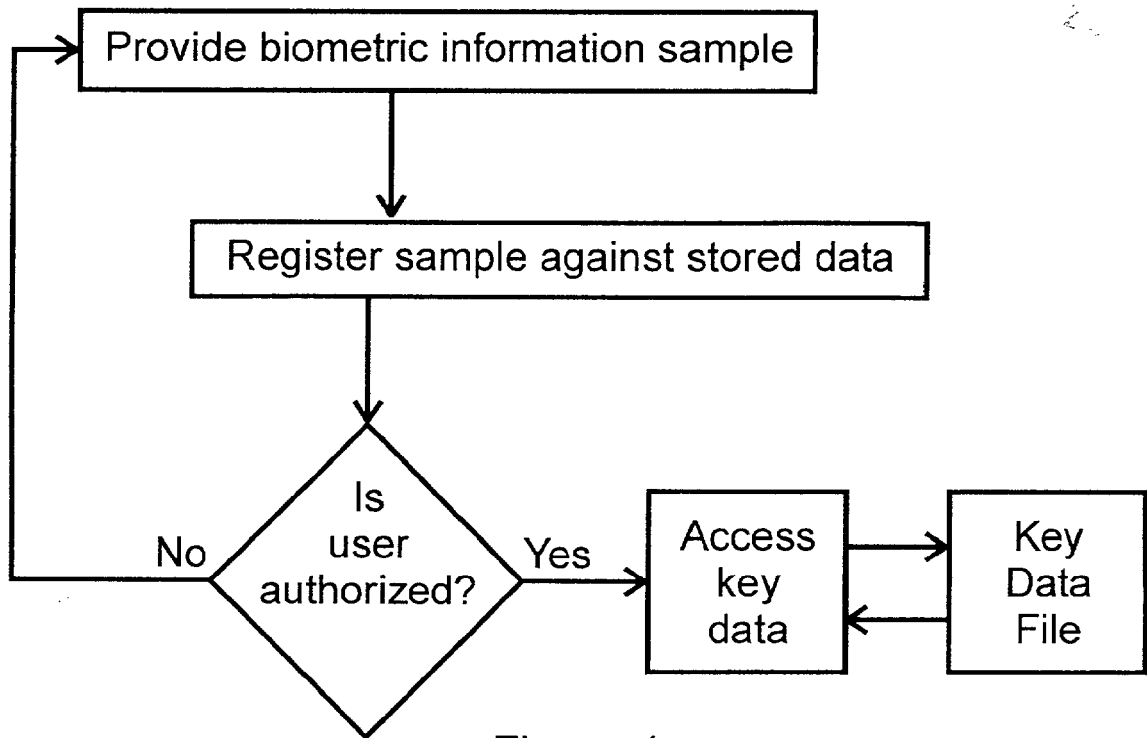 Provide biometric information sample
Register sample against stored data
Is
user
authorized?
No
Yes
Access
key
data
Key
Data
File